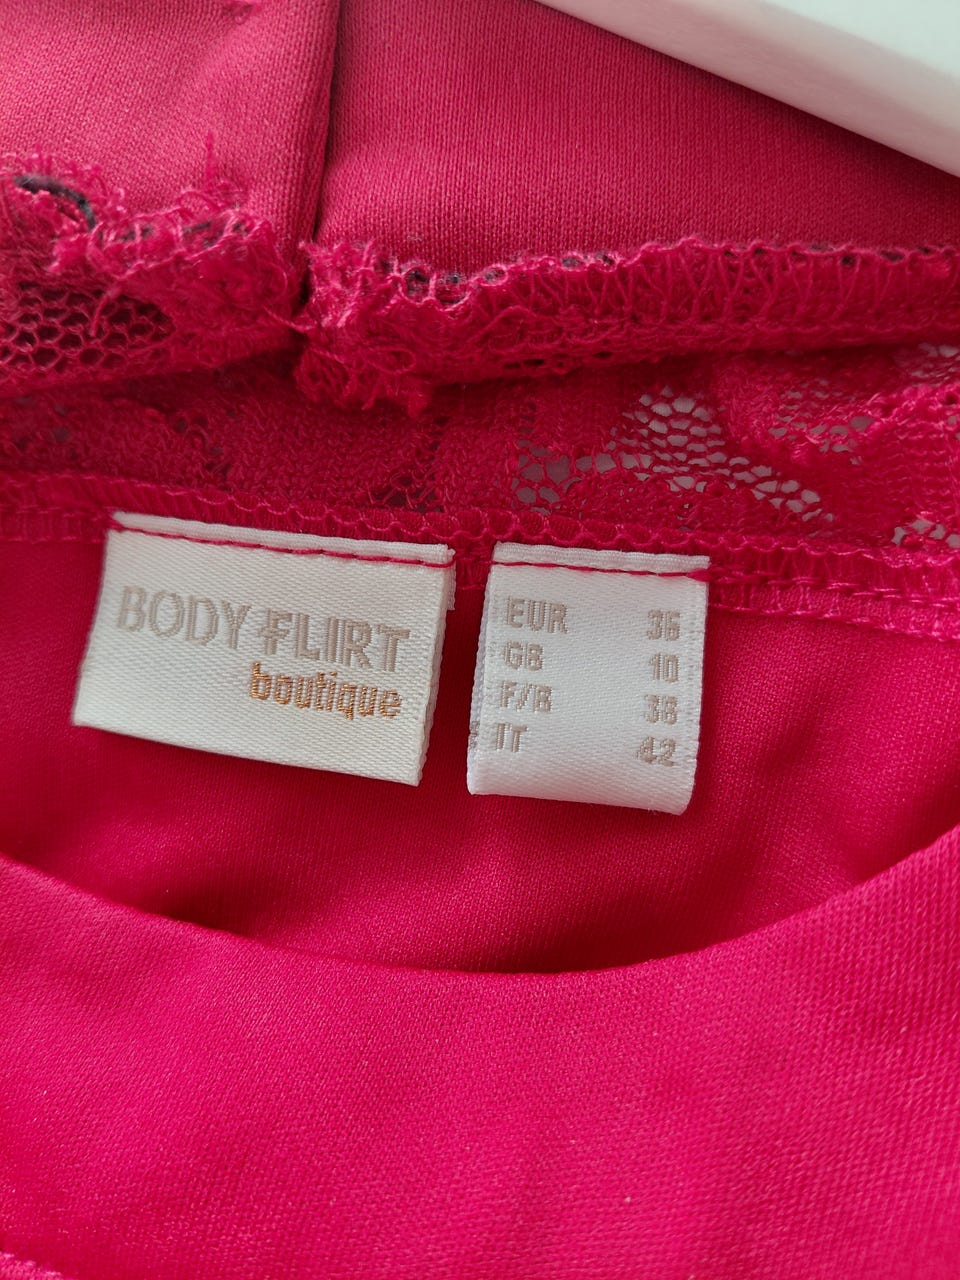 BODY FLIRT
boutique
EUR 36
GB 10
F/B 38
IT 42